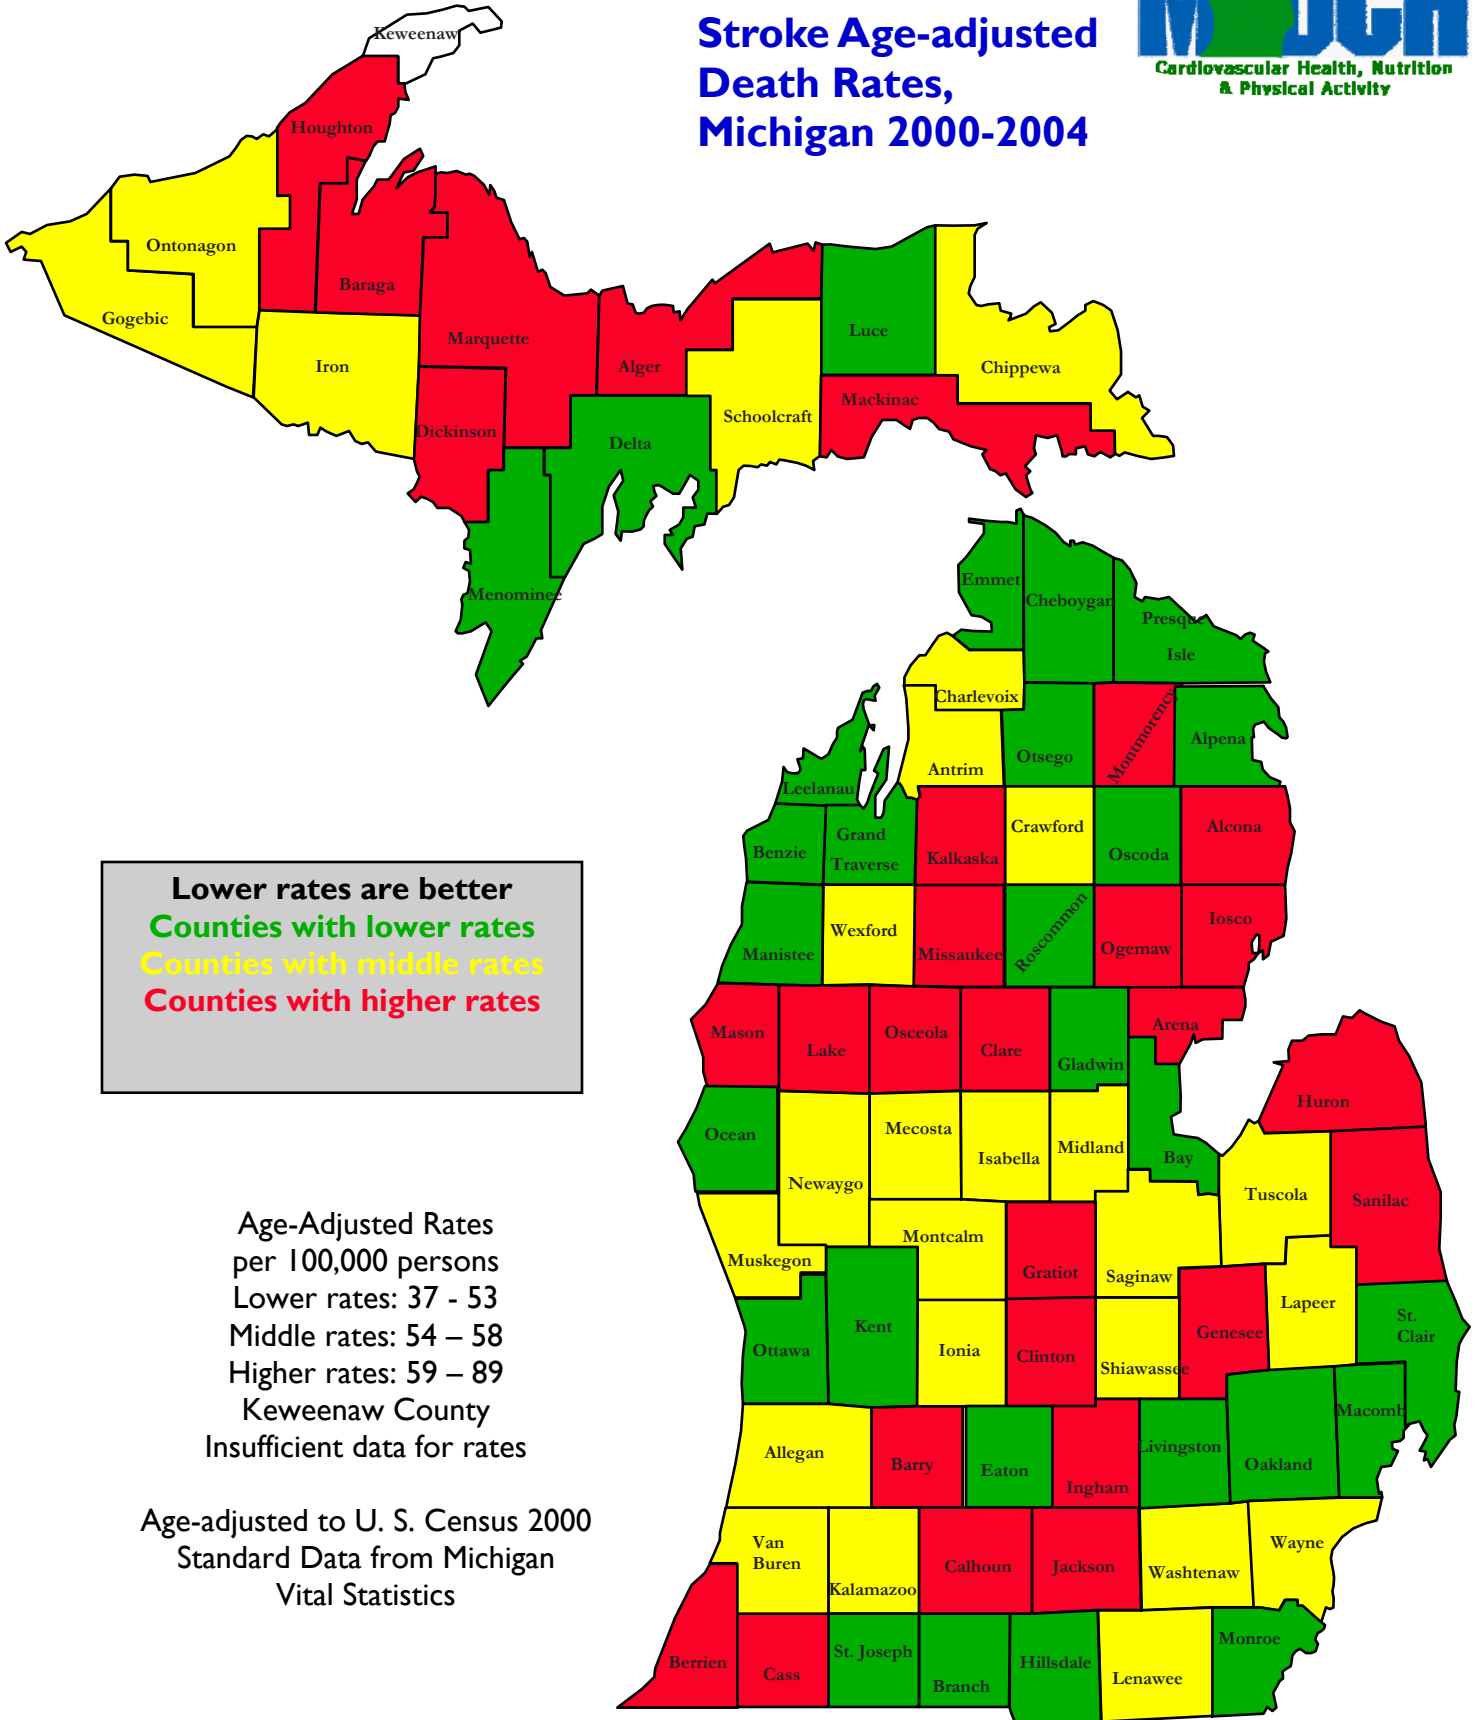 Keweenaw
Stroke Age-adjusted
Death Rates,
Michigan 2000-2004
Cardiovascular Health, Nutrition
& Physical Activity
Houghton
Ontonagon
Baraga
Gogebic
Marquette
Luce
Iron
Alger
Chippewa
Mackinac
Schoolcraft
Dickinson
Delta
Menominee
Emmet
Cheboygan
Presque
Isle
Charlevoix
Montmorency
Alpena
Otsego
Antrim
Leelanau
Grand
Traverse
Crawford
Alcona
Benzie
Kalkaska
Oscoda
Lower rates are better
Counties with lower rates
Counties with middle rates
Counties with higher rates
Wexford
Roscommon
Iosco
Manistee
Missaukee
Ogemaw
Mason
Lake
Osceola
Clare
Gladwin
Arena
Huron
Ocean
Mecosta
Isabella
Midland
Bay
Newaygo
Tuscola
Sanilac
Age-Adjusted Rates
per 100,000 persons
Lower rates: 37 - 53
Middle rates: 54 – 58
Higher rates: 59 – 89
Keweenaw County
Insufficient data for rates
Muskegon
Montcalm
Gratiot
Saginaw
Lapeer
St.
Clair
Kent
Genesee
Ottawa
Ionia
Clinton
Shiawassee
Macomb
Allegan
Barry
Eaton
Ingham
Livingston
Oakland
Age-adjusted to U. S. Census 2000
Standard Data from Michigan
Vital Statistics
Van
Buren
Kalamazoo
Calhoun
Jackson
Washtenaw
Wayne
Berrien
Cass
St. Joseph
Branch
Hillsdale
Lenawee
Monroe